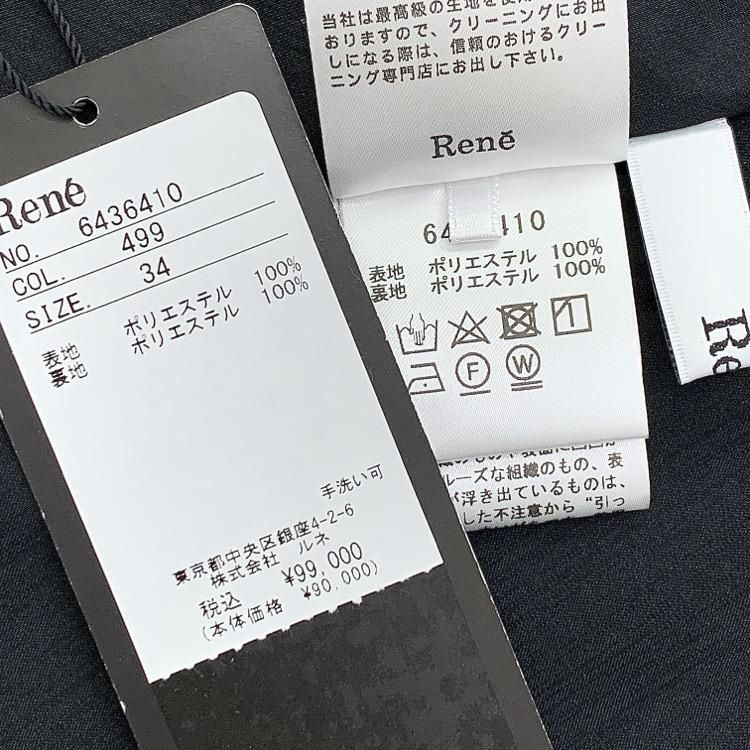 René
NO. 6436410
COL. 499
SIZE. 34
表地 ポリエステル 100%
裏地 ポリエステル 100%
手洗い可
東京都中央区銀座4-2-6
株式会社 ルネ
税込 ¥99,000
(本体価格 ¥90,000)
当社は最高級の生地を使用
おりますので、クリーニングにお出
しになる際は、信頼のおけるクリー
ニング専門店にお出し下さい。
René
64 410
表地 ポリエステル 100%
裏地 ポリエステル 100%
F W
ルーズな組織のもの、表
が浮き出ているものは、
した不注意から“引っ
Re